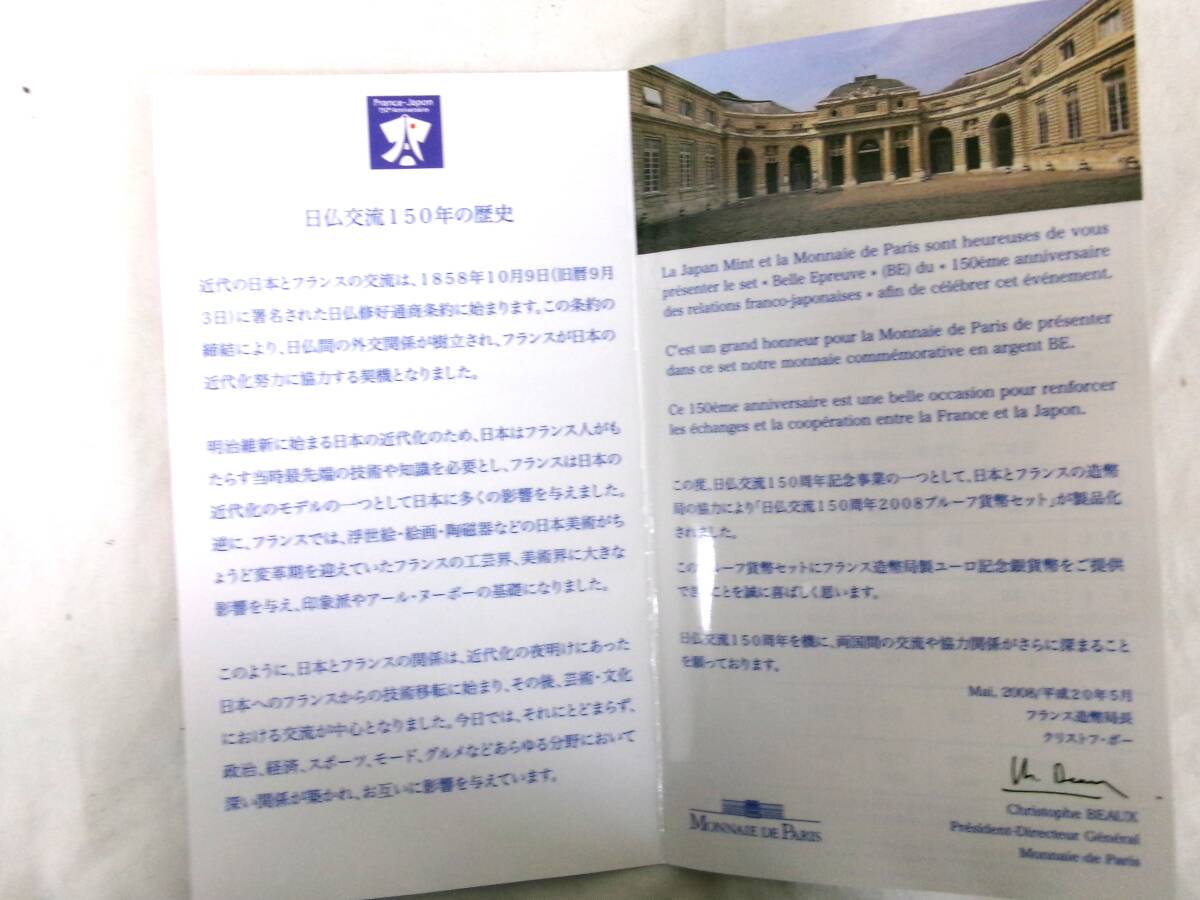 France-Japon
150e Anniversaire
日仏交流150年の歴史
近代の日本とフランスの交流は、1858年10月9日(旧暦9月
3日)に署名された日仏修好通商条約に始まります。この条約の
締結により、日仏間の外交関係が樹立され、フランスが日本の
近代化努力に協力する契機となりました。
明治維新に始まる日本の近代化のため、日本はフランス人がも
たらす当時最先端の技術や知識を必要とし、フランスは日本の
近代化のモデルの一つとして日本に多くの影響を与えました。
逆に、フランスでは、浮世絵・絵画・陶磁器などの日本美術がち
ょうど変革期を迎えていたフランスの工芸界、美術界に大きな
影響を与え、印象派やアール・ヌーボーの基礎になりました。
このように、日本とフランスの関係は、近代化の夜明けにあった
日本へのフランスからの技術移転に始まり、その後、芸術・文化
における交流が中心となりました。今日では、それにとどまらず、
政治、経済、スポーツ、モード、グルメなどあらゆる分野において
深い関係が築かれ、お互いに影響を与えています。
La Japan Mint et la Monnaie de Paris sont heureuses de vous
présenter le set « Belle Epreuve » (BE) du « 150ème anniversaire
des relations franco-japonaises » afin de célébrer cet événement.
C'est un grand honneur pour la Monnaie de Paris de présenter
dans ce set notre monnaie commémorative en argent BE.
Ce 150ème anniversaire est une belle occasion pour renforcer
les échanges et la coopération entre la France et la Japon.
この度、日仏交流150周年記念事業の一つとして、日本とフランスの造幣
局の協力により「日仏交流150周年2008プルーフ貨幣セット」が製品化
されました。
このプルーフ貨幣セットにフランス造幣局製ユーロ記念銀貨幣をご提供
できることを誠に喜ばしく思います。
日仏交流150周年を機に、両国間の交流や協力関係がさらに深まること
を願っております。
Mai, 2008/平成20年5月
フランス造幣局長
クリストフ・ボー
Christophe BEAUX
Président-Directeur Général
Monnaie de Paris
MONNAIE DE PARIS